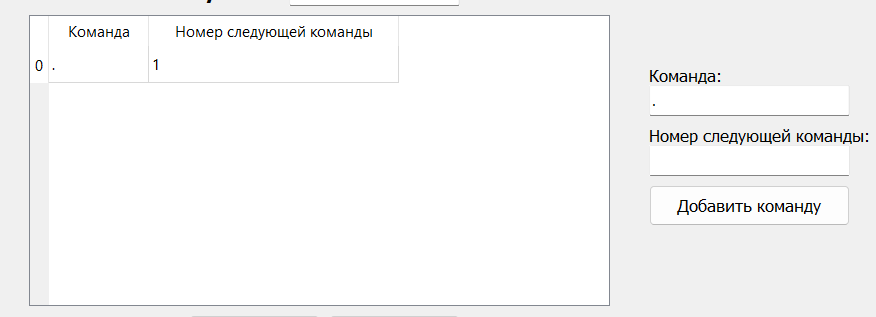 Команда Номер следующей команды
0 . 1
Команда:
.
Номер следующей команды:
Добавить команду